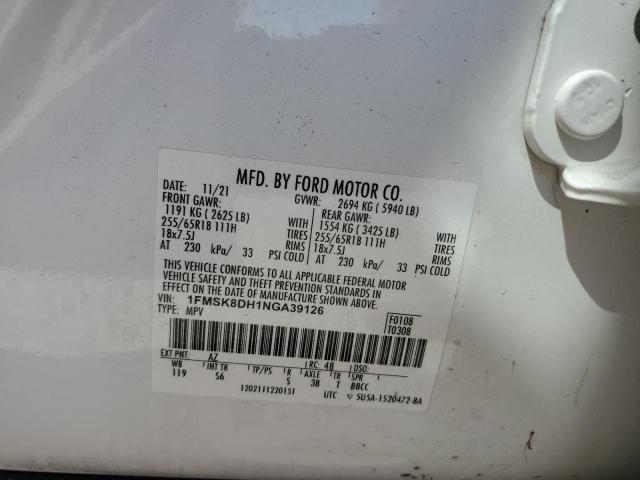 MFD. BY FORD MOTOR CO.
DATE: 11/21 GVWR: 2694 KG ( 5940 LB)
FRONT GAWR: REAR GAWR:
1191 KG ( 2625 LB) WITH 1554 KG ( 3425 LB) WITH
255/65R18 111H TIRES 255/65R18 111H TIRES
18x7.5J RIMS 18x7.5J RIMS
AT 230 kPa/ 33 PSI COLD AT 230 kPa/ 33 PSI COLD
THIS VEHICLE CONFORMS TO ALL APPLICABLE FEDERAL MOTOR
VEHICLE SAFETY AND THEFT PREVENTION STANDARDS IN
EFFECT ON THE DATE OF MANUFACTURE SHOWN ABOVE.
VIN: 1FMSK8DH1NGA39126
TYPE: MPV
F0108
T0308
EXT PNT: AZ RC: 48 DSO:
WB INT TR TP/PS R AXLE TR SPR
119 S6 S 3B T BBCC
1202111220151 UTC 5U5A-1520472-BA